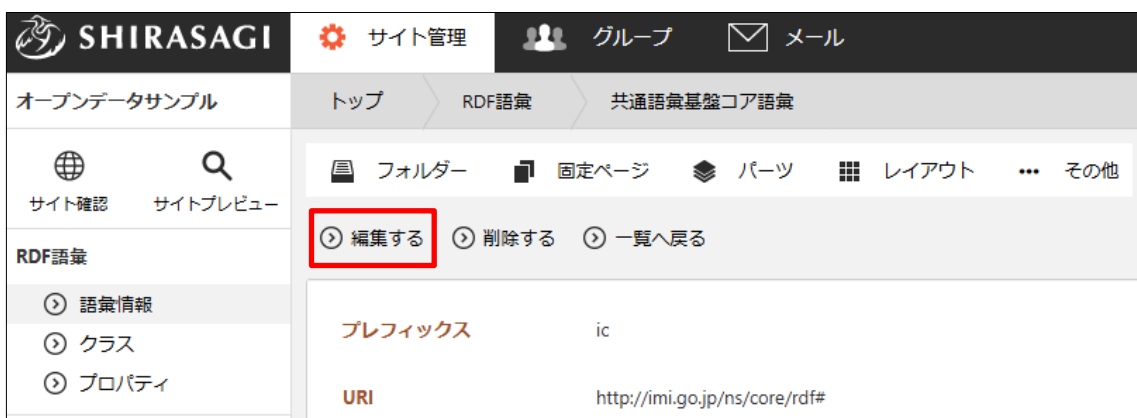 SHIRASAGI サイト管理 グループ メール
オープンデータサンプル トップ RDF語彙 共通語彙基盤コア語彙
フォルダー 固定ページ パーツ レイアウト ••• その他
サイト確認 サイトプレビュー
編集する 削除する 一覧へ戻る
RDF語彙
語彙情報
クラス
プロパティ
プレフィックス ic
URI http://imi.go.jp/ns/core/rdf#